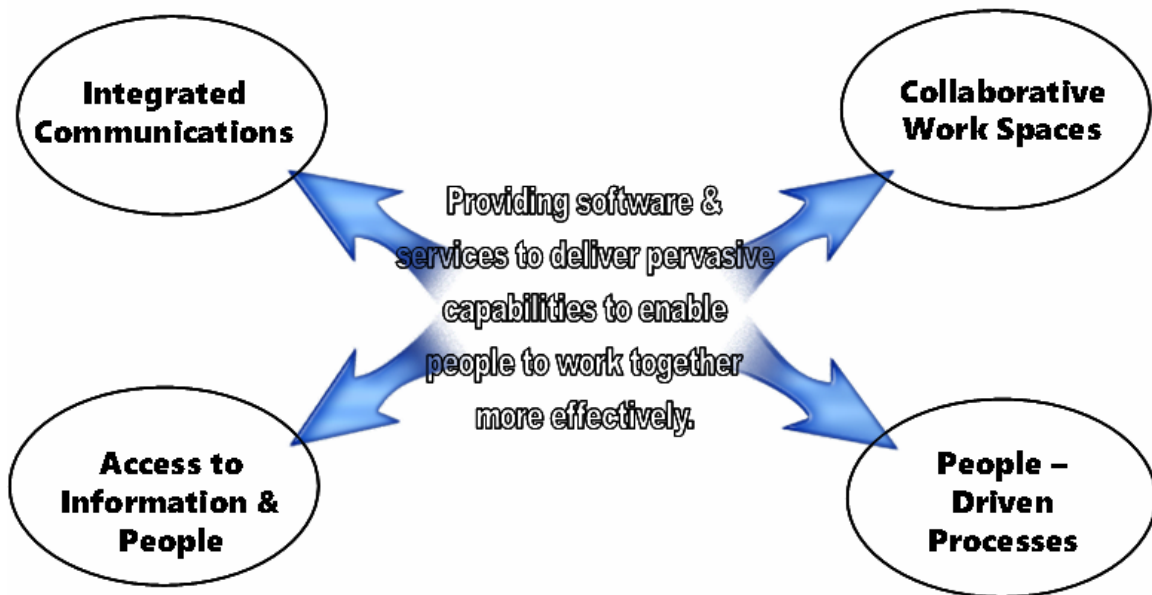 Integrated
Communications
Collaborative
Work Spaces
Providing software &
services to deliver pervasive
capabilities to enable
people to work together
more effectively.
Access to
Information &
People
People –
Driven
Processes